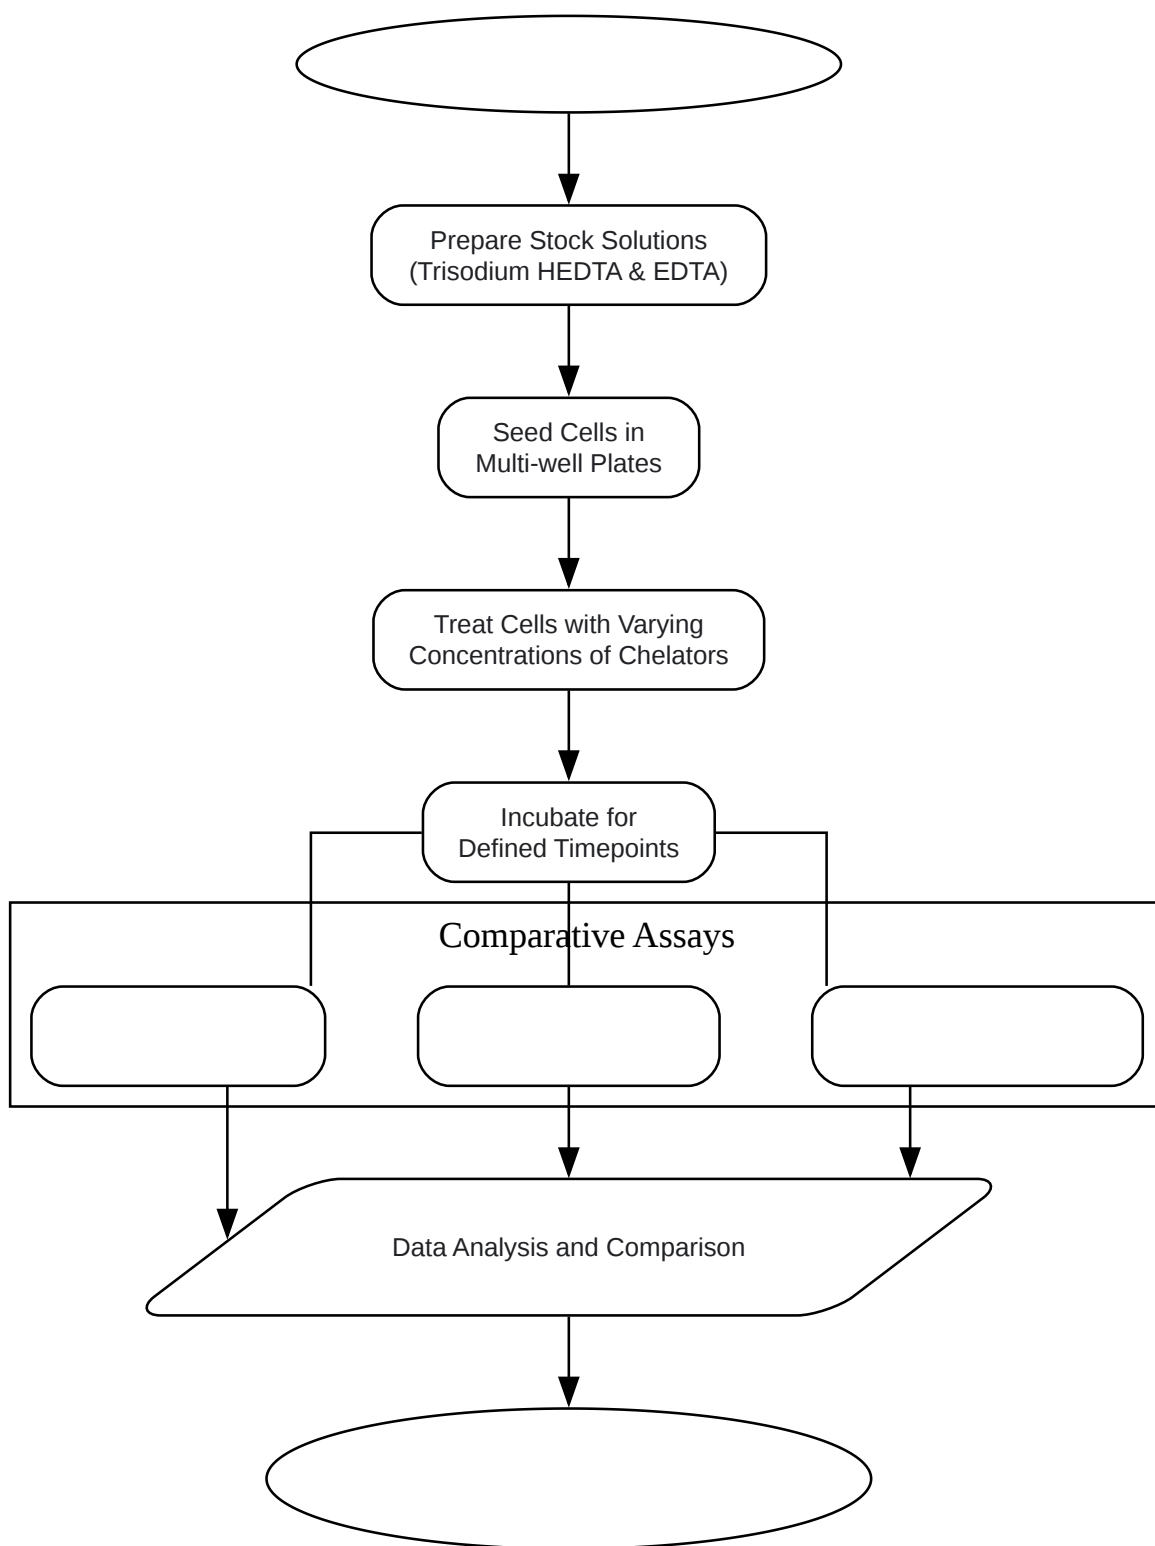 Prepare Stock Solutions
(Trisodium HEDTA & EDTA)
Seed Cells in
Multi-well Plates
Treat Cells with Varying
Concentrations of Chelators
Incubate for
Defined Timepoints
Comparative Assays
Data Analysis and Comparison